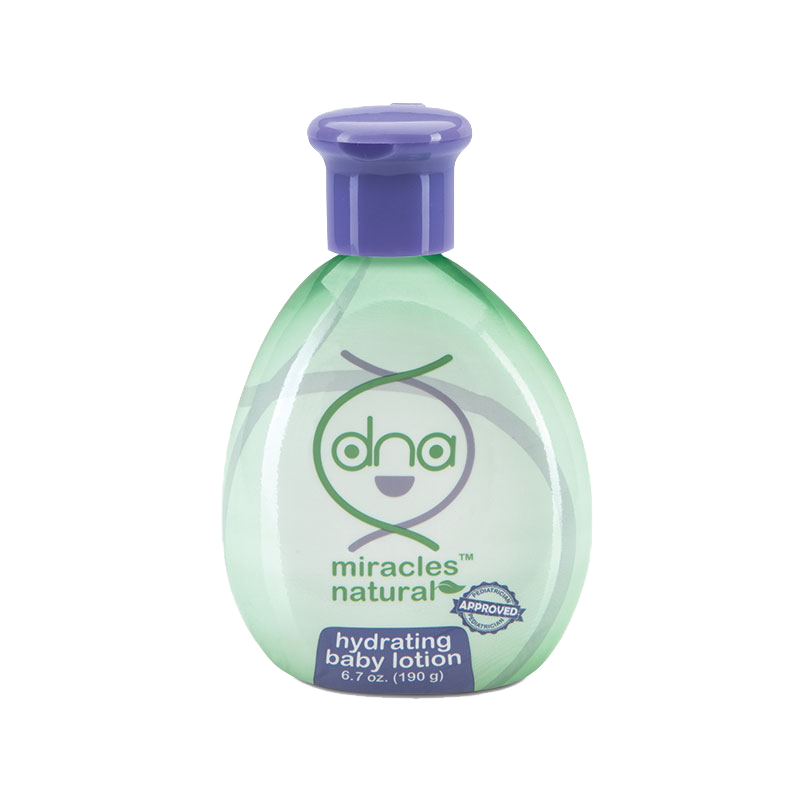 dna
miracles™
natural
PEDIATRICIAN
APPROVED
PEDIATRICIAN
hydrating
baby lotion
6.7 oz. (190 g)